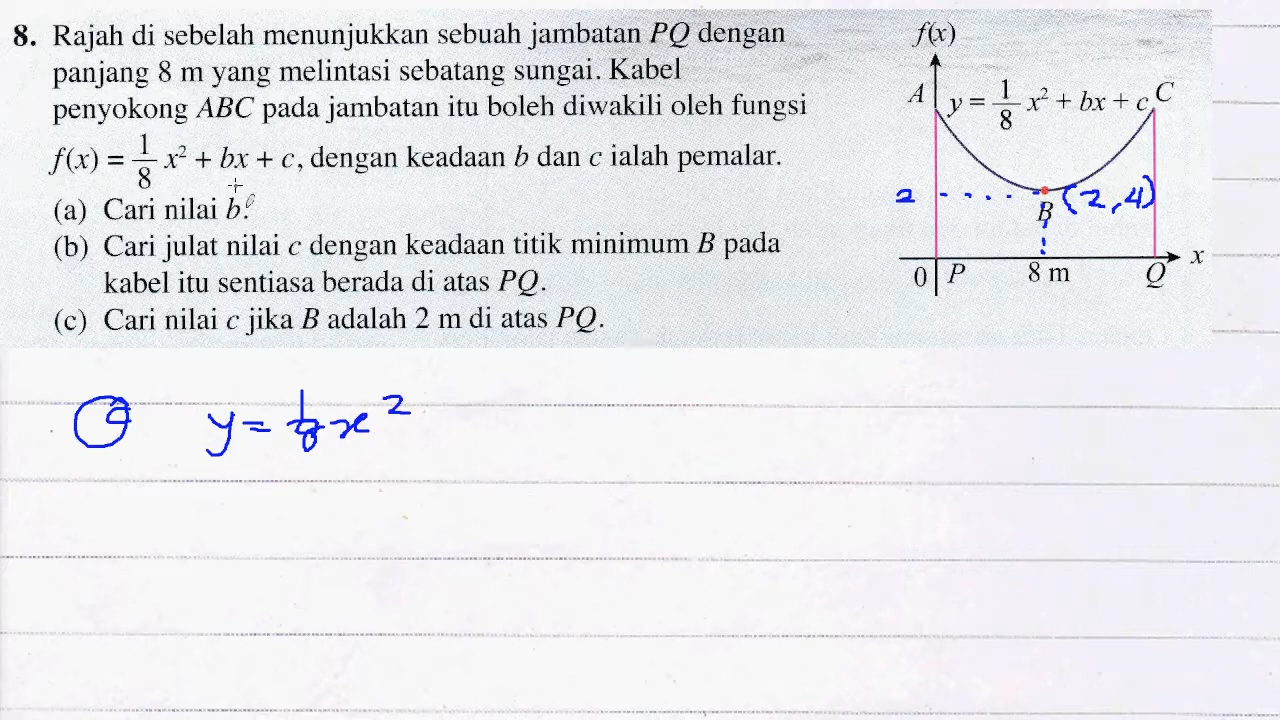 8. Rajah di sebelah menunjukkan sebuah jambatan PQ dengan
panjang 8 m yang melintasi sebatang sungai. Kabel
penyokong ABC pada jambatan itu boleh diwakili oleh fungsi
f(x) = 1/8 x² + bx + c, dengan keadaan b dan c ialah pemalar.
(a) Cari nilai b.
(b) Cari julat nilai c dengan keadaan titik minimum B pada
kabel itu sentiasa berada di atas PQ.
(c) Cari nilai c jika B adalah 2 m di atas PQ.
f(x)
A
y = 1/8 x² + bx + c
C
2
B
(2,4)
x
0
P
8 m
Q
a
y = 1/8 x²